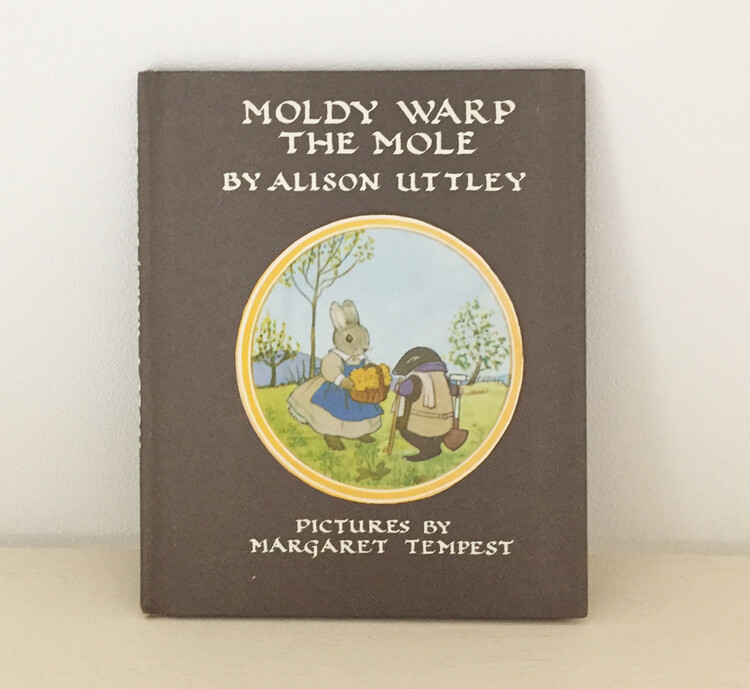 MOLDY WARP
THE MOLE
BY ALISON UTTLEY
PICTURES BY
MARGARET TEMPEST